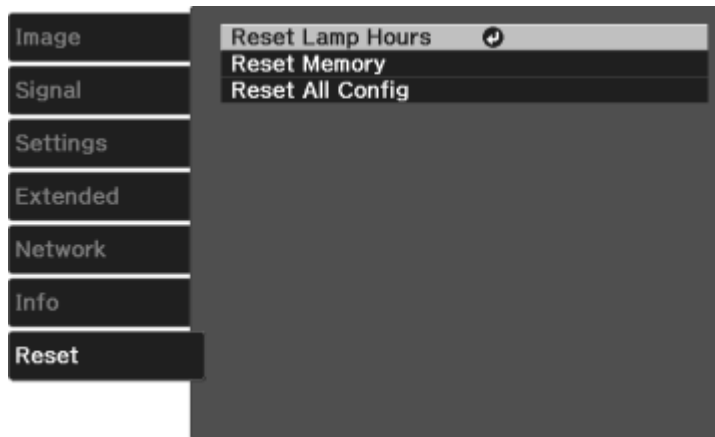 Image
Signal
Settings
Extended
Network
Info
Reset
Reset Lamp Hours
Reset Memory
Reset All Config